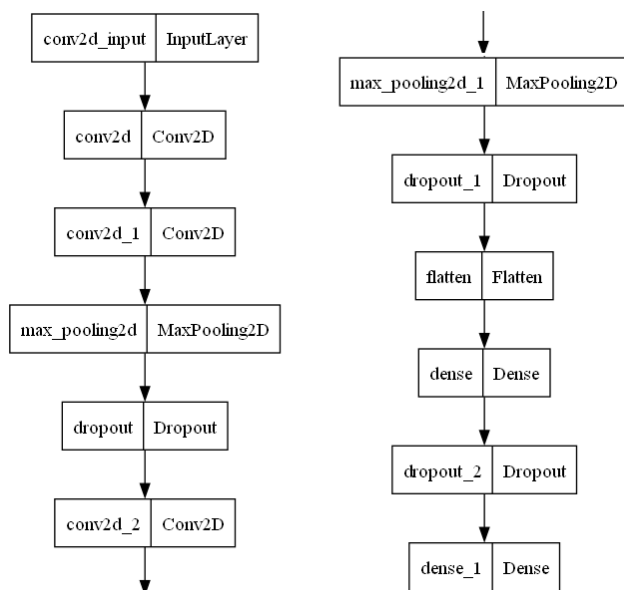 conv2d_input InputLayer
conv2d Conv2D
conv2d_1 Conv2D
max_pooling2d MaxPooling2D
dropout Dropout
conv2d_2 Conv2D
max_pooling2d_1 MaxPooling2D
dropout_1 Dropout
flatten Flatten
dense Dense
dropout_2 Dropout
dense_1 Dense